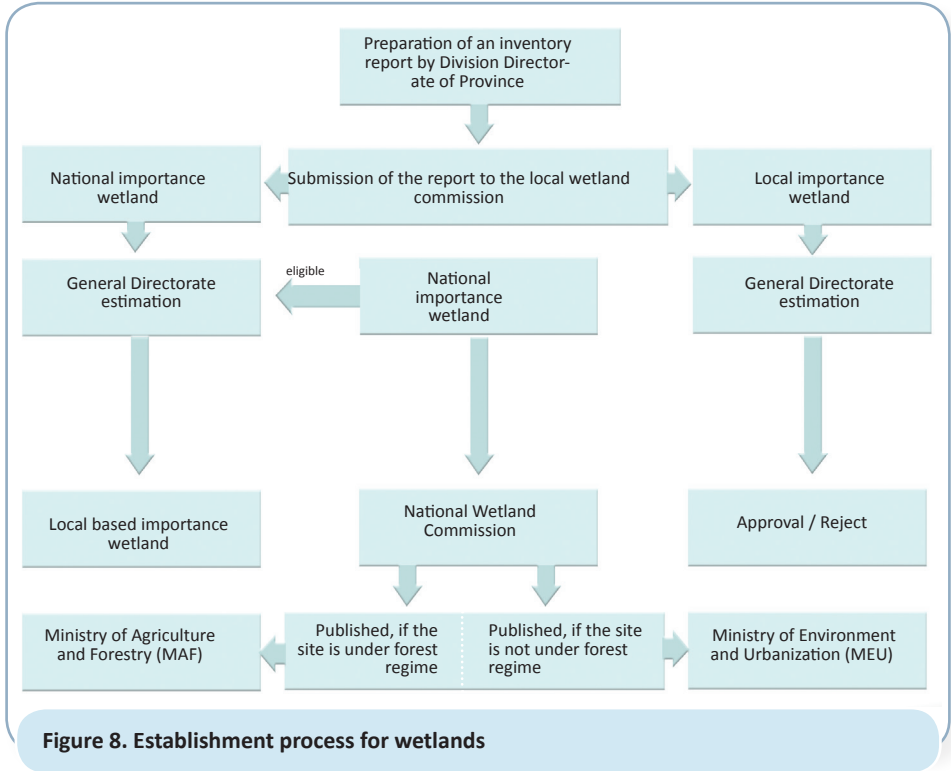 Preparation of an inventory
report by Division Director-
ate of Province
National importance
wetland
Submission of the report to the local wetland
commission
Local importance
wetland
General Directorate
estimation
eligible
National
importance
wetland
General Directorate
estimation
Local based importance
wetland
National Wetland
Commission
Approval / Reject
Ministry of Agriculture
and Forestry (MAF)
Published, if the
site is under forest
regime
Published, if the site
is not under forest
regime
Ministry of Environment
and Urbanization (MEU)
Figure 8. Establishment process for wetlands